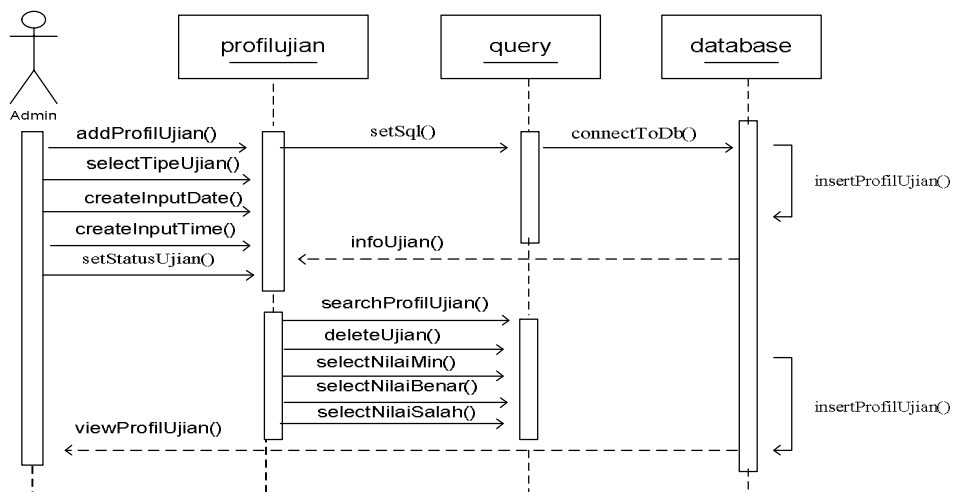 profilujian
query
database
Admin
addProfilUjian()
setSql()
connectToDb()
selectTipeUjian()
insertProfilUjian()
createInputDate()
createInputTime()
infoUjian()
setStatusUjian()
searchProfilUjian()
deleteUjian()
selectNilaiMin()
selectNilaiBenar()
insertProfilUjian()
selectNilaiSalah()
viewProfilUjian()